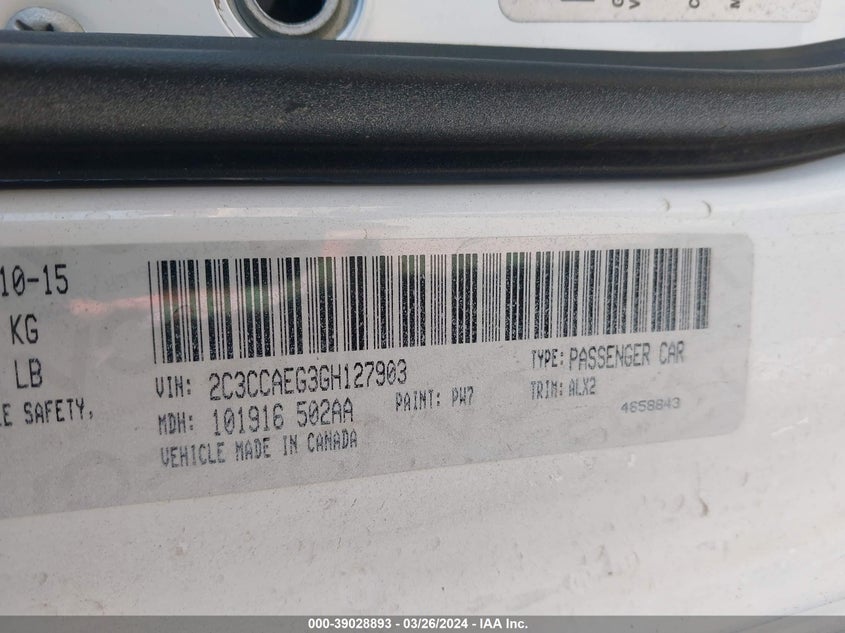 10-15
KG
LB
LE SAFETY,
VIN: 2C3CCAEG3GH127903
TYPE: PASSENGER CAR
MDH: 101916 502AA
PAINT: PW7
TRIM: ALX2
VEHICLE MADE IN CANADA
4658843
000-39028893 - 03/26/2024 - IAA Inc.